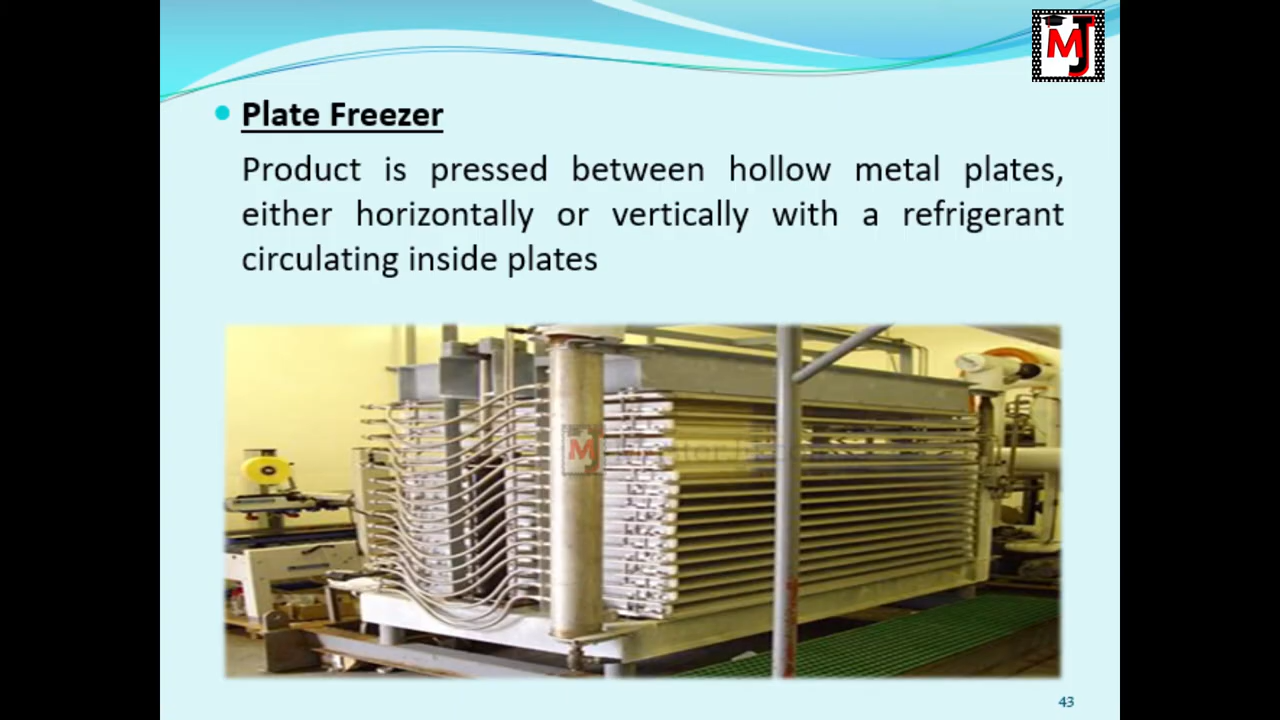 MJ
Plate Freezer
Product is pressed between hollow metal plates,
either horizontally or vertically with a refrigerant
circulating inside plates
MJ
43